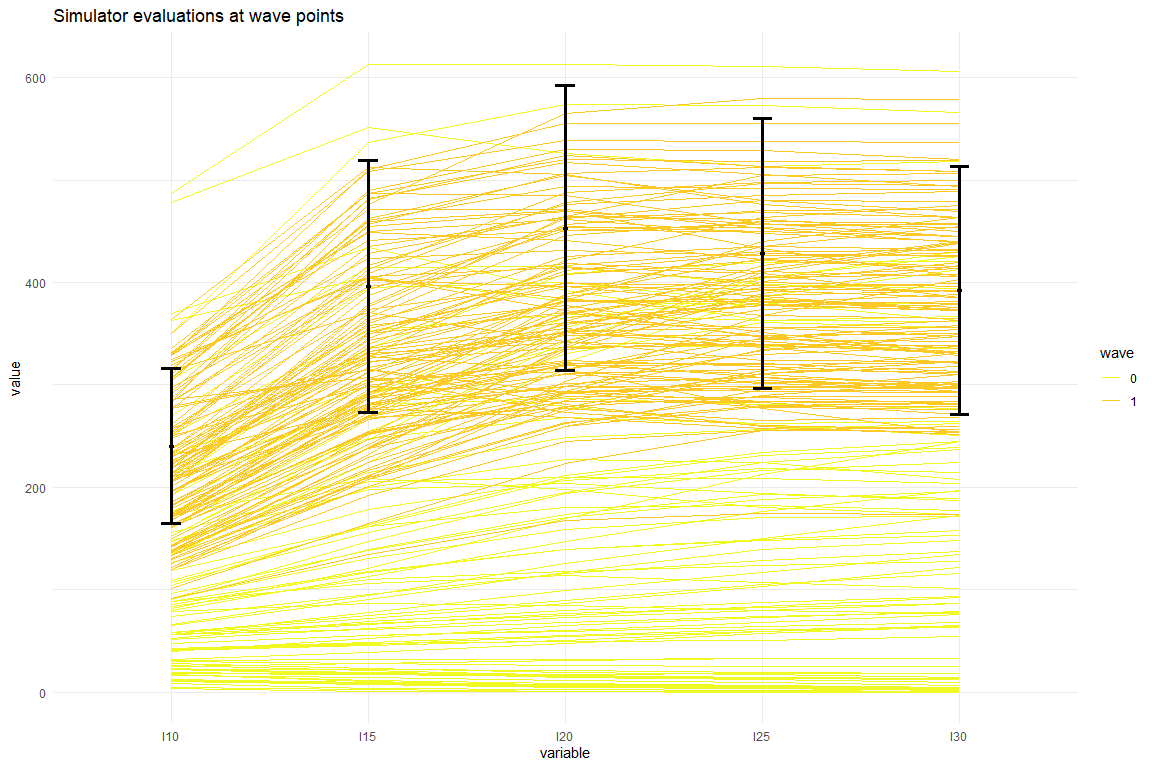 Simulator evaluations at wave points
600
400
200
0
value
I10
I15
I20
I25
I30
variable
wave
0
1